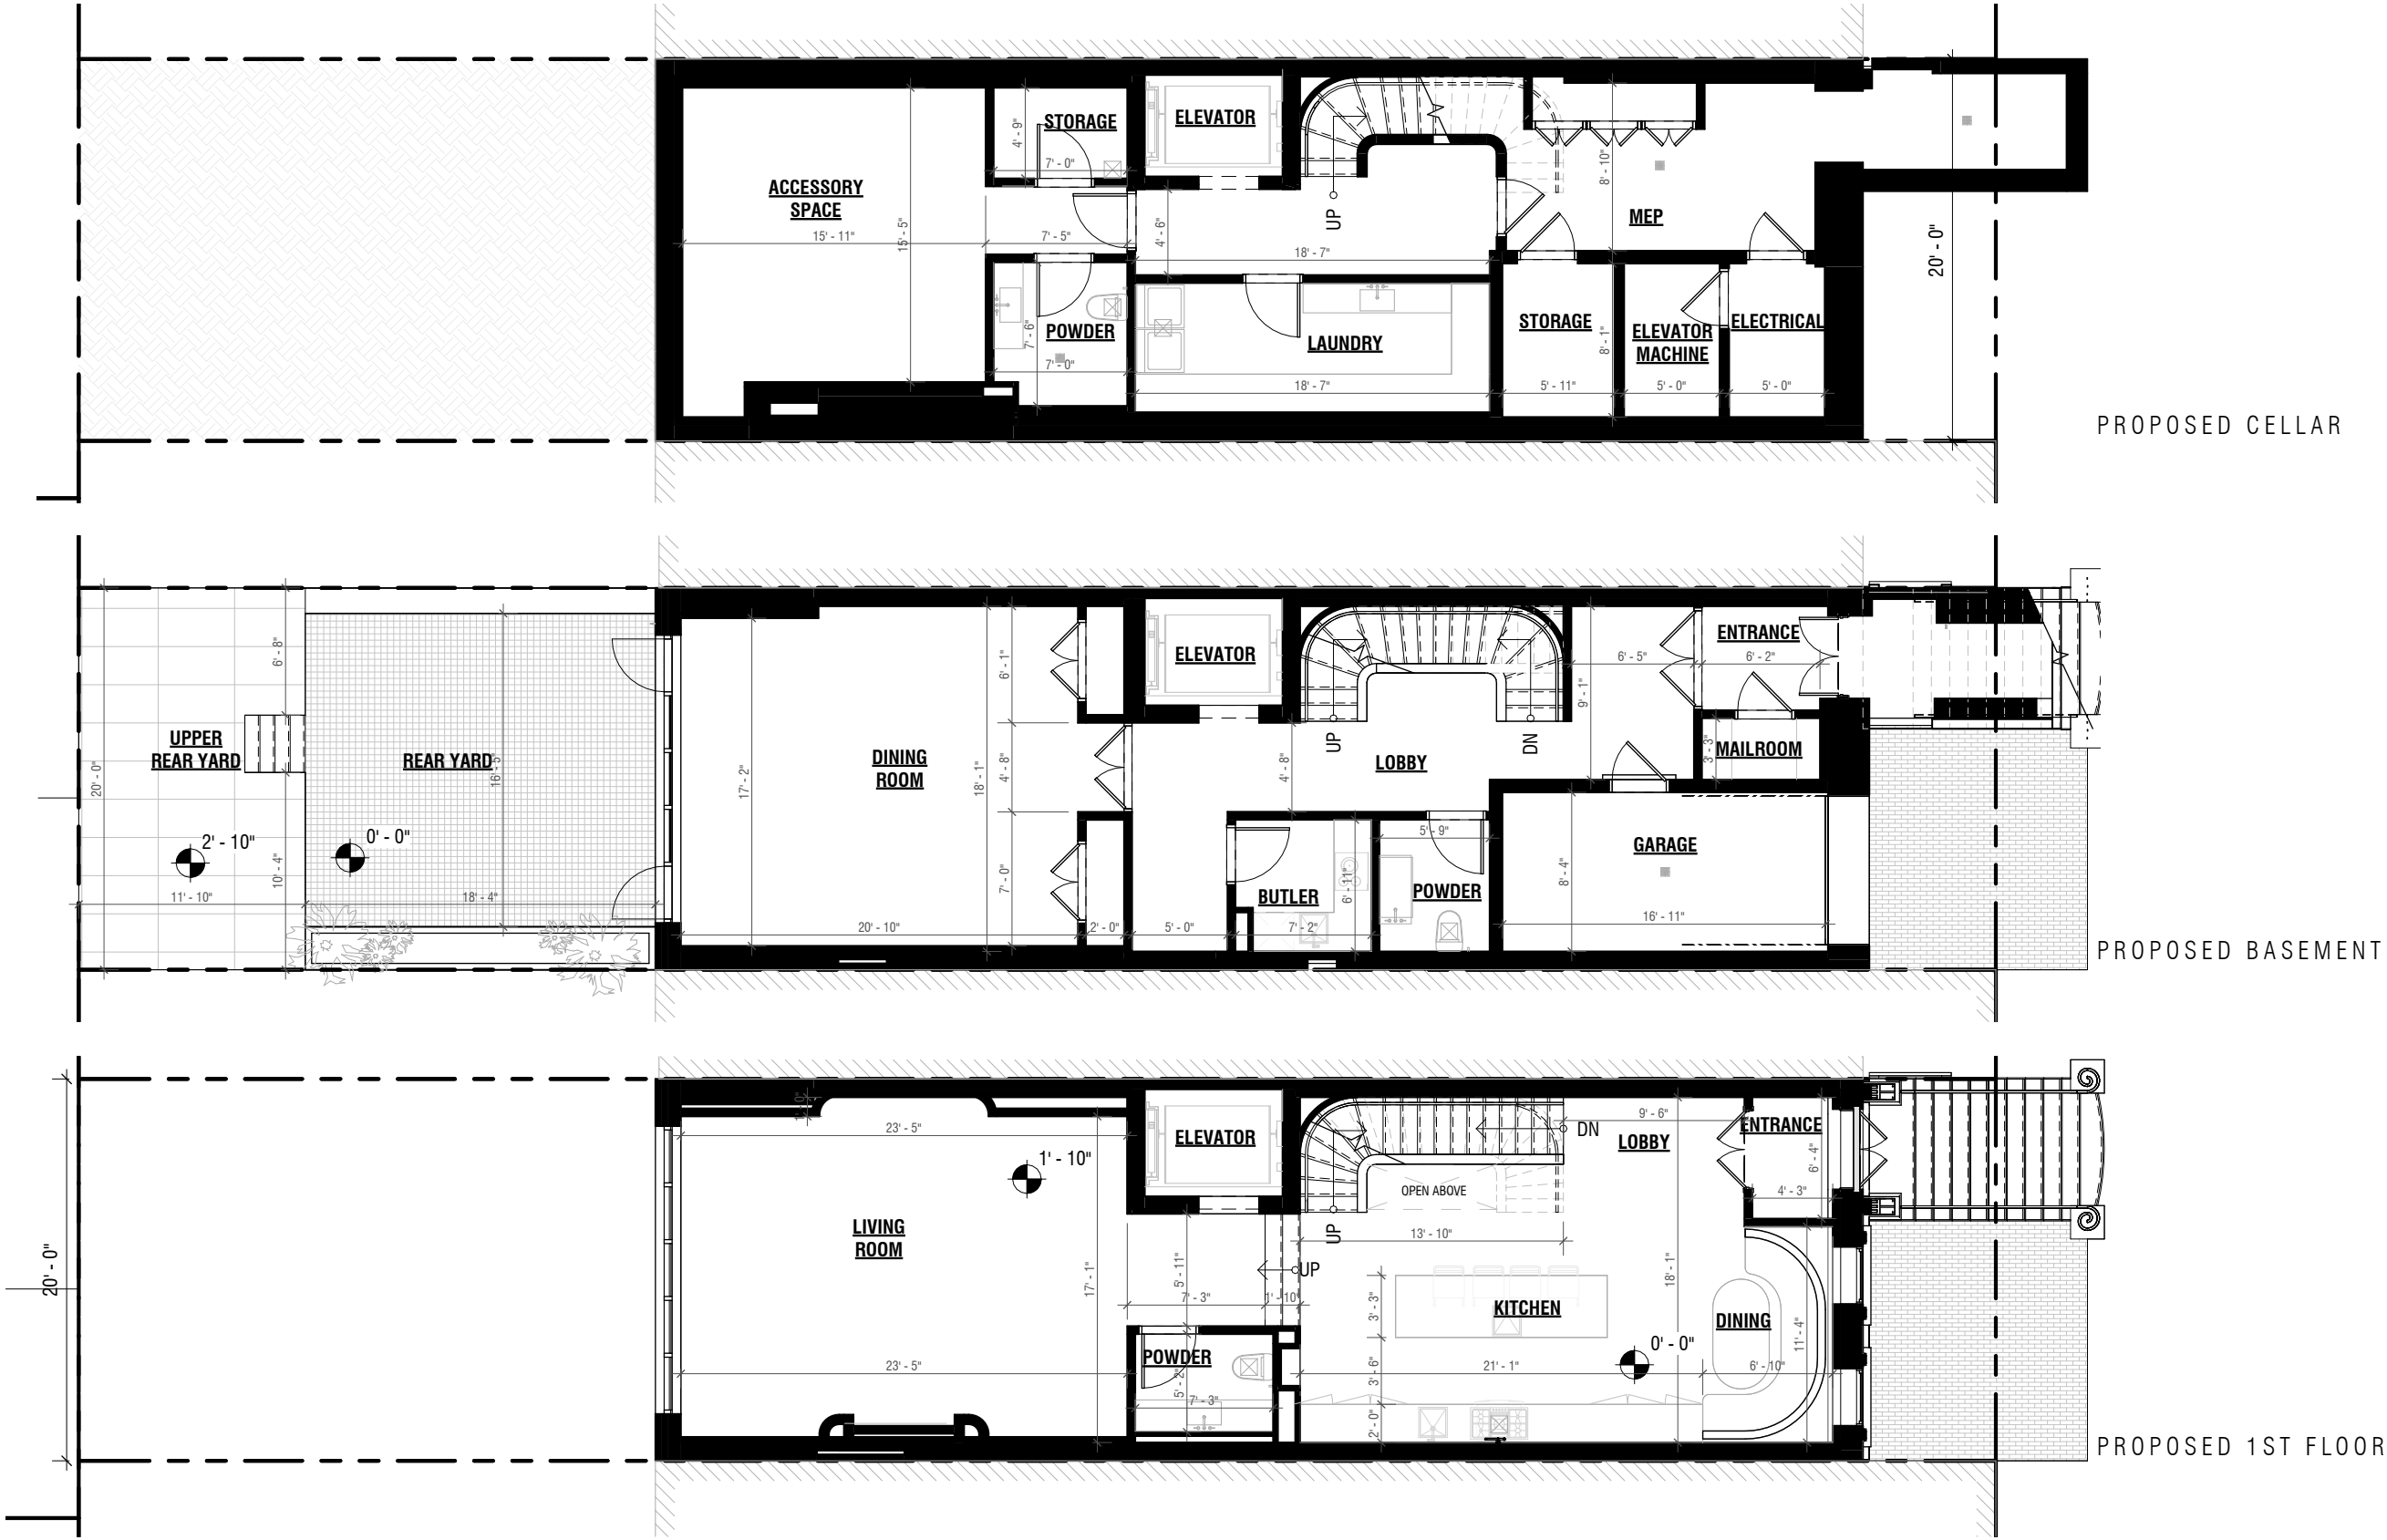 ACCESSORY
SPACE
STORAGE
ELEVATOR
4' - 9"
7' - 0"
15' - 11"
15' - 5"
7' - 5"
4' - 6"
UP
18' - 7"
8' - 10"
MEP
POWDER
7' - 6"
7' - 0"
LAUNDRY
18' - 7"
STORAGE
5' - 11"
8' - 1"
ELEVATOR
MACHINE
5' - 0"
ELECTRICAL
5' - 0"
20' - 0"
PROPOSED CELLAR
UPPER
REAR YARD
20' - 0"
6' - 8"
10' - 4"
2' - 10"
11' - 10"
REAR YARD
16' - 5"
0' - 0"
18' - 4"
DINING
ROOM
17' - 2"
18' - 1"
6' - 1"
4' - 8"
7' - 0"
20' - 10"
2' - 0"
5' - 0"
ELEVATOR
4' - 8"
UP
LOBBY
DN
9' - 1"
6' - 5"
ENTRANCE
6' - 2"
MAILROOM
3' - 3"
BUTLER
6' - 11"
7' - 2"
5' - 9"
POWDER
GARAGE
8' - 4"
16' - 11"
PROPOSED BASEMENT
20' - 0"
23' - 5"
1' - 10"
LIVING
ROOM
17' - 1"
23' - 5"
ELEVATOR
5' - 11"
7' - 3"
1' - 10"
UP
UP
POWDER
5' - 2"
7' - 3"
OPEN ABOVE
13' - 10"
DN
9' - 6"
LOBBY
ENTRANCE
6' - 4"
4' - 3"
18' - 1"
KITCHEN
3' - 3"
3' - 6"
2' - 0"
21' - 1"
0' - 0"
DINING
11' - 4"
6' - 10"
PROPOSED 1ST FLOOR